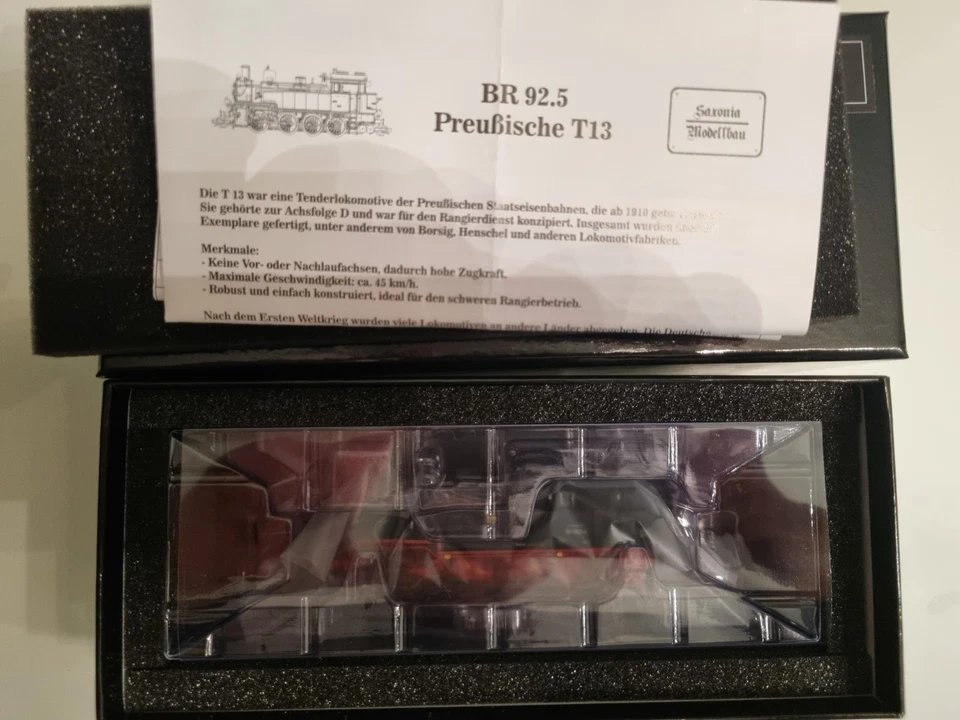 BR 92.5
Preußische T13
Saxonia
Modellbau
Die T 13 war eine Tenderlokomotive der Preußischen Staatseisenbahnen, die ab 1910
Sie gehörte zur Achsfolge D und war für den Rangierdienst konzipiert. Insgesamt wurden
Exemplare gefertigt, unter anderem von Borsig, Henschel und anderen Lokomotivfabriken.
Merkmale:
- Keine Vor- oder Nachlaufachsen, dadurch hohe Zugkraft.
- Maximale Geschwindigkeit: ca. 45 km/h.
- Robust und einfach konstruiert, ideal für den schweren Rangierbetrieb.
Nach dem Ersten Weltkrieg wurden viele Lokomotiven an andere Länder abgegeben. Die Deutsche